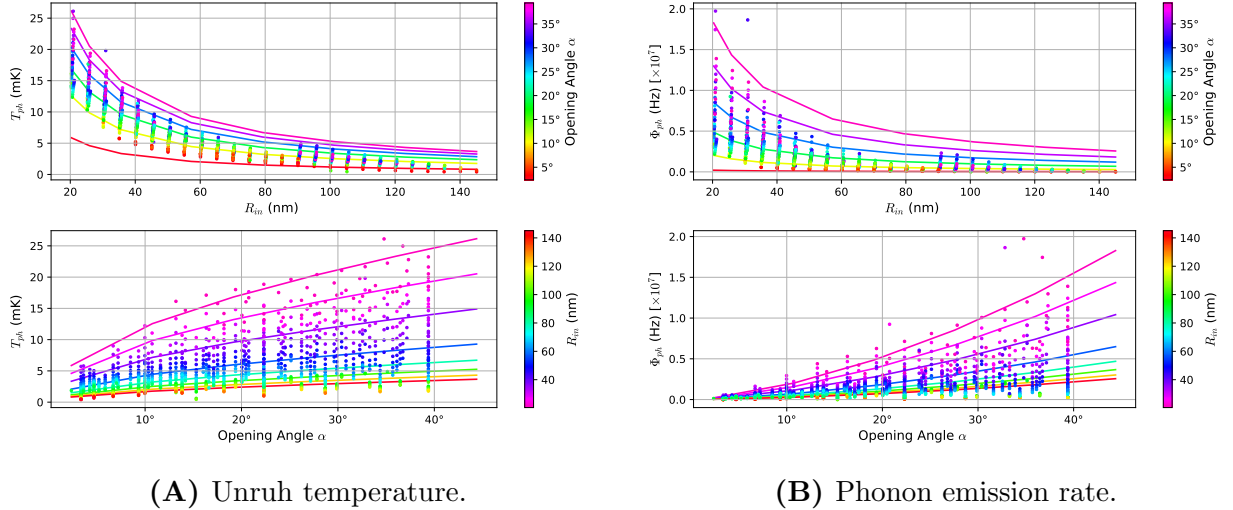 25
20
15
10
5
0
T_ph (mK)
20 40 60 80 100 120 140
R_in (nm)
35°
30°
25°
20°
15°
10°
5°
Opening Angle α
2.0
1.5
1.0
0.5
0.0
Φ_ph (Hz) [×10^7]
20 40 60 80 100 120 140
R_in (nm)
35°
30°
25°
20°
15°
10°
5°
Opening Angle α
25
20
15
10
5
0
T_ph (mK)
10° 20° 30° 40°
Opening Angle α
140
120
100
80
60
40
R_in (nm)
2.0
1.5
1.0
0.5
0.0
Φ_ph (Hz) [×10^7]
10° 20° 30° 40°
Opening Angle α
140
120
100
80
60
40
R_in (nm)
(A) Unruh temperature.
(B) Phonon emission rate.